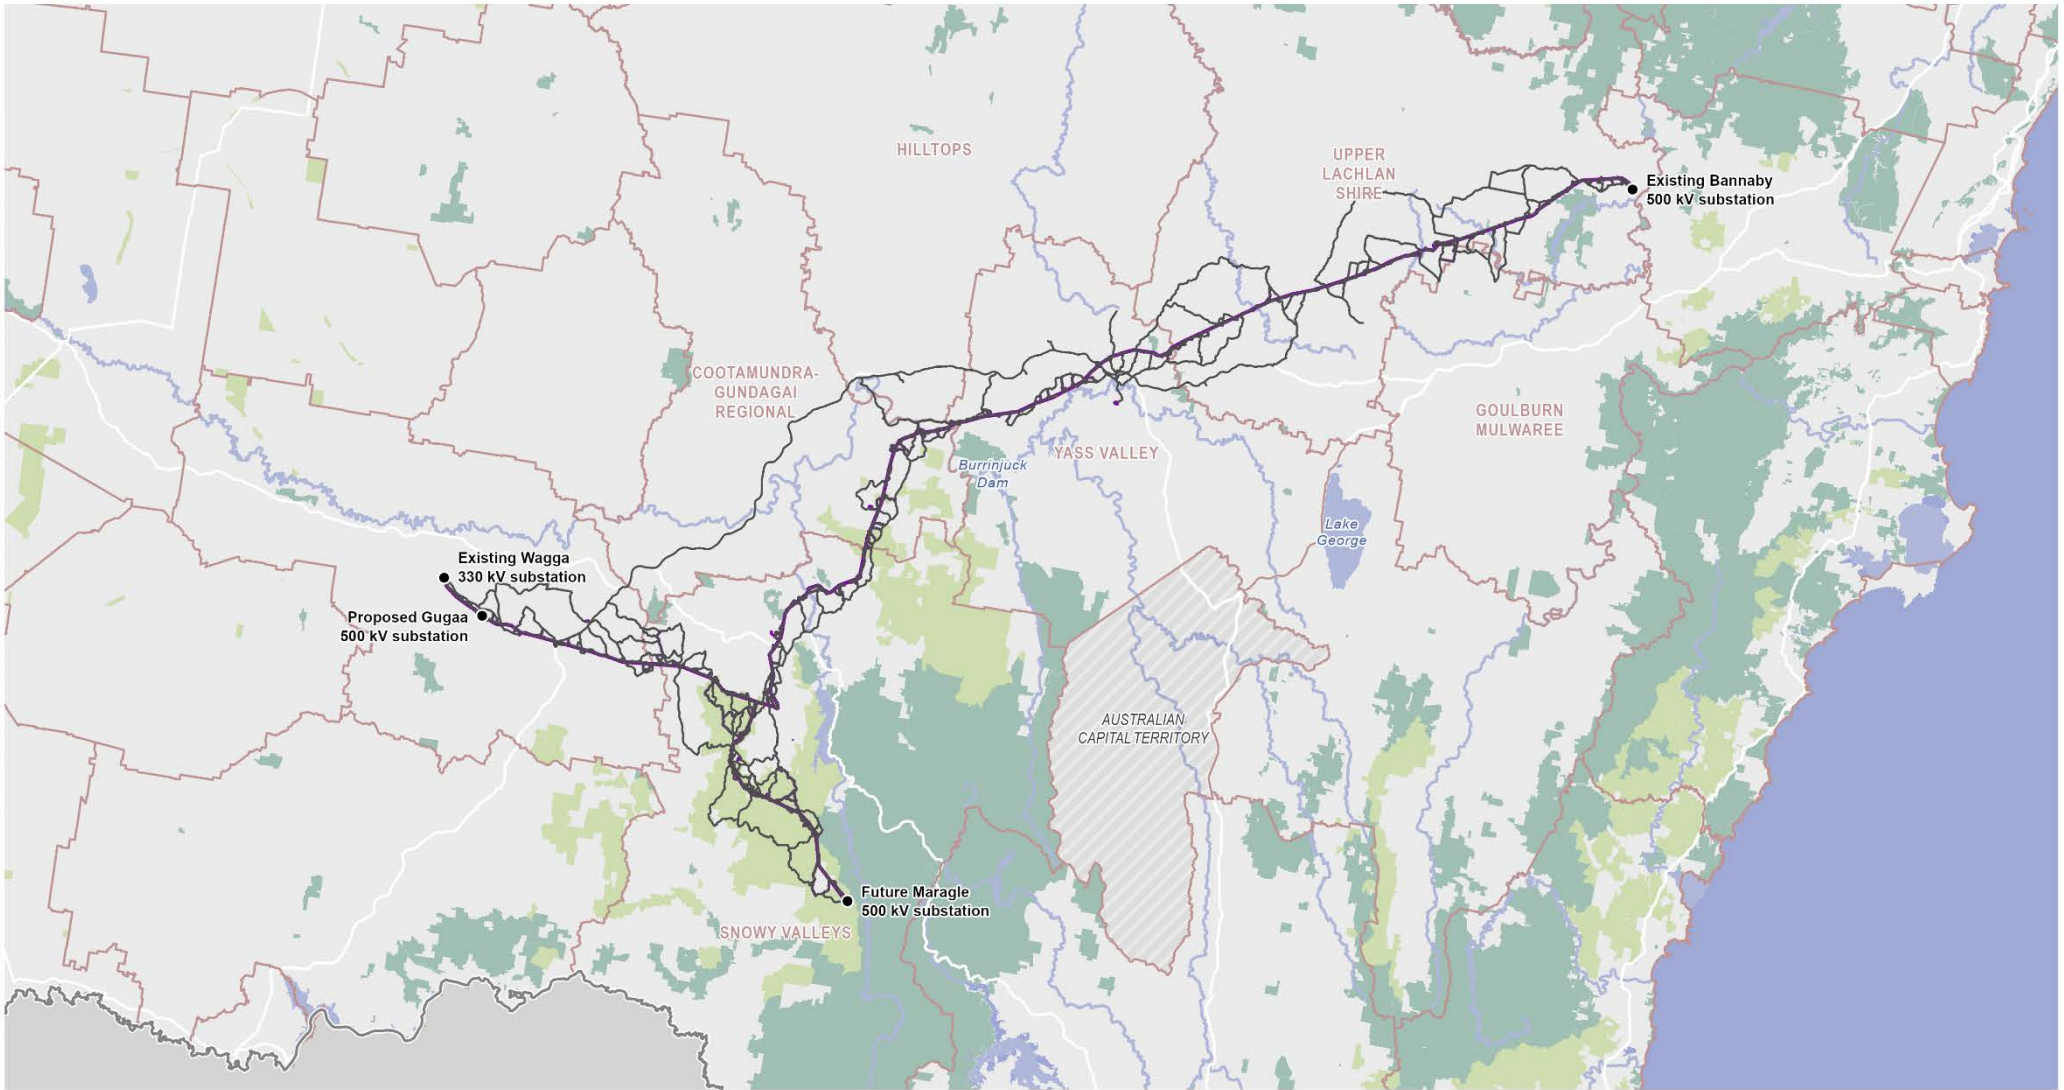 HILLTOPS
UPPER
LACHLAN
SHIRE
Existing Bannaby
500 kV substation
COOTAMUNDRA-
GUNDAGAI
REGIONAL
GOULBURN
MULWAREE
YASS VALLEY
Burrinjuck
Dam
Lake
George
Existing Wagga
330 kV substation
Proposed Gugaa
500 kV substation
AUSTRALIAN
CAPITAL TERRITORY
Future Maragle
500 kV substation
SNOWY VALLEYS